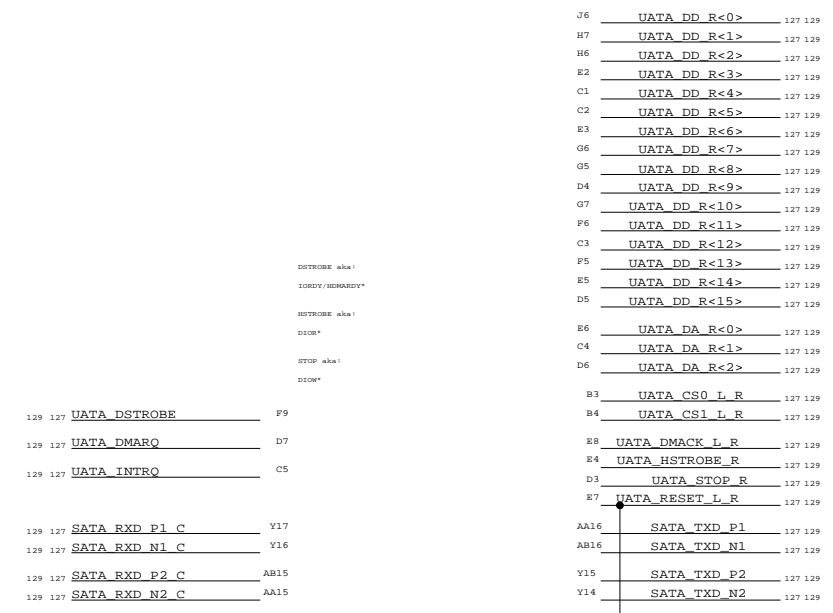 J6 UATA_DD_R<0> 127 129
H7 UATA_DD_R<1> 127 129
H6 UATA_DD_R<2> 127 129
E2 UATA_DD_R<3> 127 129
C1 UATA_DD_R<4> 127 129
C2 UATA_DD_R<5> 127 129
E3 UATA_DD_R<6> 127 129
G6 UATA_DD_R<7> 127 129
G5 UATA_DD_R<8> 127 129
D4 UATA_DD_R<9> 127 129
G7 UATA_DD_R<10> 127 129
F6 UATA_DD_R<11> 127 129
C3 UATA_DD_R<12> 127 129
F5 UATA_DD_R<13> 127 129
E5 UATA_DD_R<14> 127 129
D5 UATA_DD_R<15> 127 129
E6 UATA_DA_R<0> 127 129
C4 UATA_DA_R<1> 127 129
D6 UATA_DA_R<2> 127 129
B3 UATA_CS0_L_R 127 129
B4 UATA_CS1_L_R 127 129
E8 UATA_DMACK_L_R 127 129
E4 UATA_HSTROBE_R 127 129
D3 UATA_STOP_R 127 129
E7 UATA_RESET_L_R 127 129
AA16 SATA_TXD_P1 127 129
AB16 SATA_TXD_N1 127 129
Y15 SATA_TXD_P2 127 129
Y14 SATA_TXD_N2 127 129
DSTROBE aka:
IORDY/HDMARDY*
HSTROBE aka:
DIOR*
STOP aka:
DIOW*
129 127 UATA_DSTROBE F9
129 127 UATA_DMARQ D7
129 127 UATA_INTRQ C5
129 127 SATA_RXD_P1_C Y17
129 127 SATA_RXD_N1_C Y16
129 127 SATA_RXD_P2_C AB15
129 127 SATA_RXD_N2_C AA15